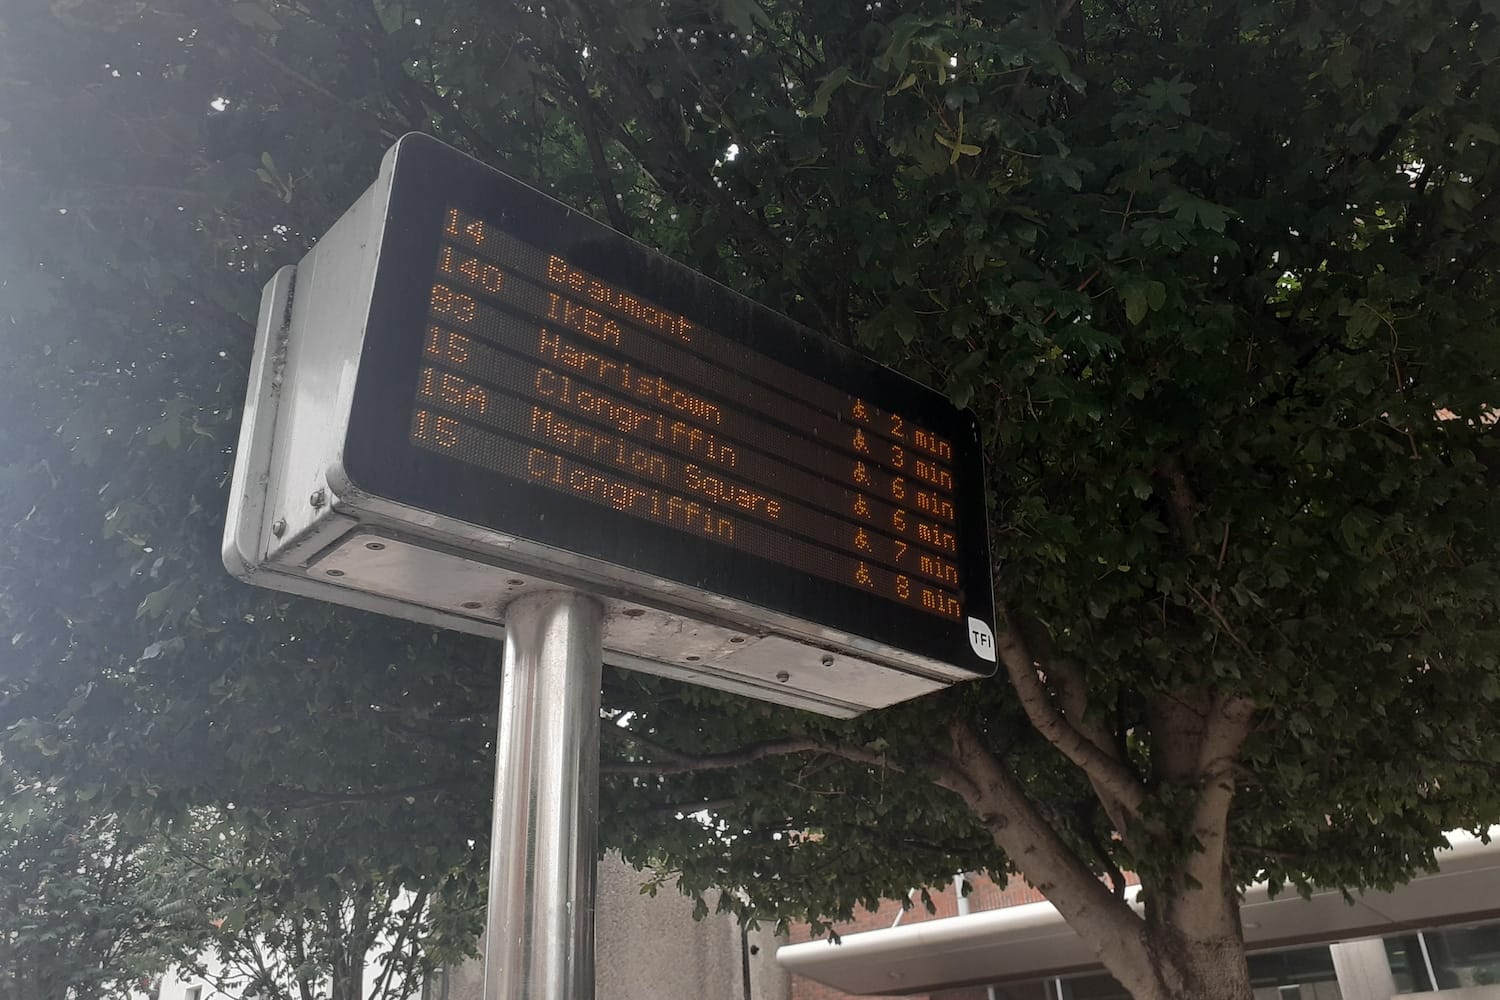 14 Beaumont 2 min
140 IKEA 3 min
83 Harristown 6 min
15 Clongriffin 6 min
15A Merrion Square 7 min
15 Clongriffin 8 min
TFI